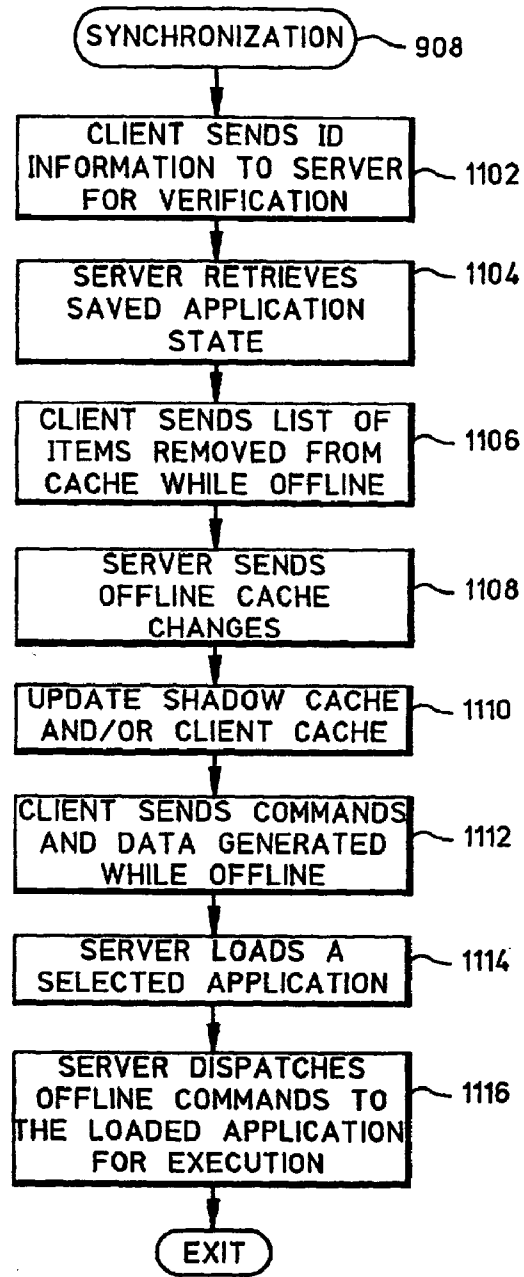 SYNCHRONIZATION
908
CLIENT SENDS ID
INFORMATION TO SERVER
FOR VERIFICATION
1102
SERVER RETRIEVES
SAVED APPLICATION
STATE
1104
CLIENT SENDS LIST OF
ITEMS REMOVED FROM
CACHE WHILE OFFLINE
1106
SERVER SENDS
OFFLINE CACHE
CHANGES
1108
UPDATE SHADOW CACHE
AND/OR CLIENT CACHE
1110
CLIENT SENDS COMMANDS
AND DATA GENERATED
WHILE OFFLINE
1112
SERVER LOADS A
SELECTED APPLICATION
1114
SERVER DISPATCHES
OFFLINE COMMANDS TO
THE LOADED APPLICATION
FOR EXECUTION
1116
EXIT